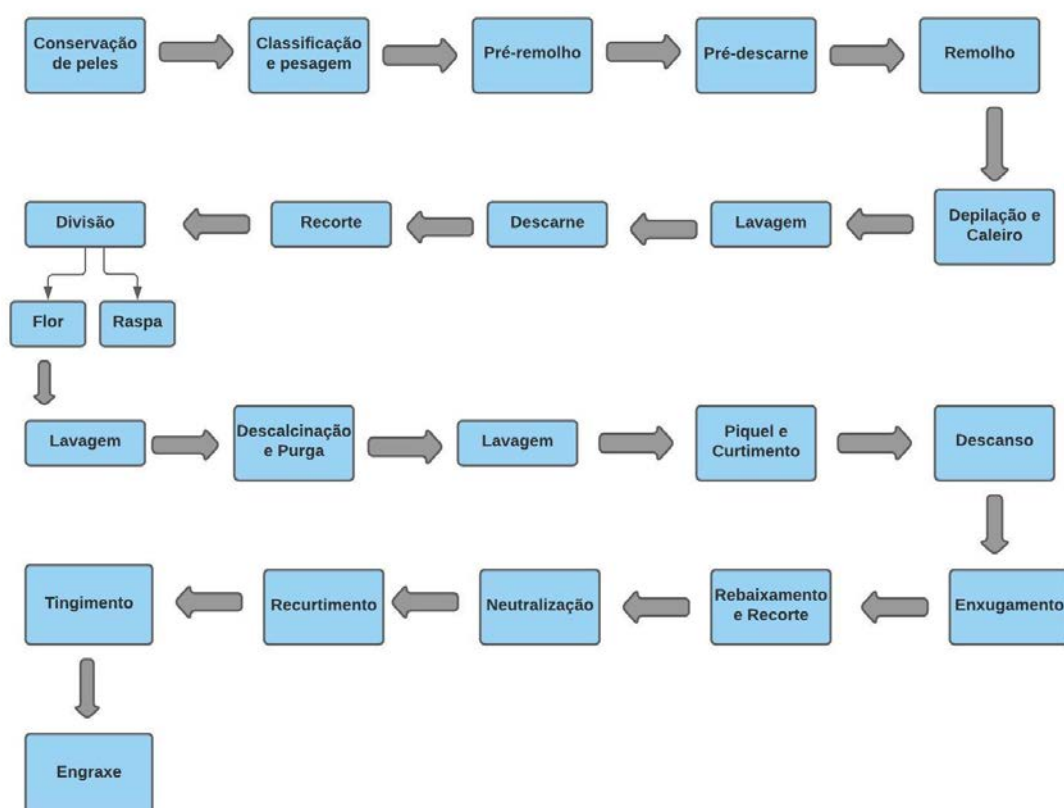 Conservação
de peles
Classificação
e pesagem
Pré-remolho
Pré-descarne
Remolho
Depilação e
Caleiro
Lavagem
Descarne
Recorte
Divisão
Flor
Raspa
Lavagem
Descalcinação
e Purga
Lavagem
Piquel e
Curtimento
Descanso
Enxugamento
Rebaixamento
e Recorte
Neutralização
Recurtimento
Tingimento
Engraxe